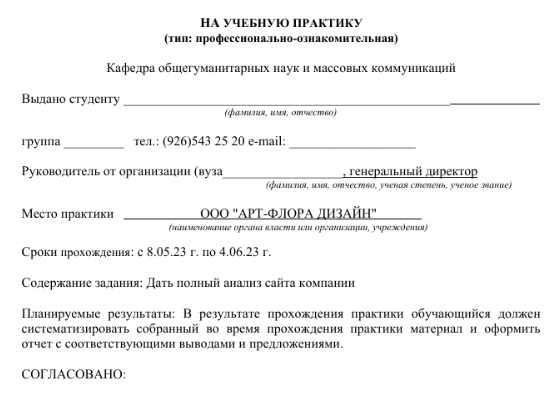 НА УЧЕБНУЮ ПРАКТИКУ
(тип: профессионально-ознакомительная)
Кафедра общегуманитарных наук и массовых коммуникаций
Выдано студенту ____________________________________________________
(фамилия, имя, отчество)
группа _________ тел.: (926)543 25 20 e-mail: ___________________
Руководитель от организации (вуза__________________, генеральный директор
(фамилия, имя, отчество, ученая степень, ученое звание)
Место практики ООО "АРТ-ФЛОРА ДИЗАЙН"
(наименование органа власти или организации, учреждения)
Сроки прохождения: с 8.05.23 г. по 4.06.23 г.
Содержание задания: Дать полный анализ сайта компании
Планируемые результаты: В результате прохождения практики обучающийся должен
систематизировать собранный во время прохождения практики материал и оформить
отчет с соответствующими выводами и предложениями.
СОГЛАСОВАНО: